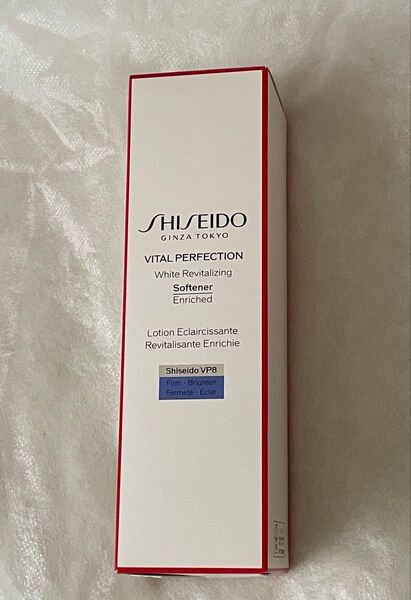 SHISEIDO
GINZA TOKYO
VITAL PERFECTION
White Revitalizing
Softener
Enriched
Lotion Eclaircissante
Revitalisante Enrichie
Shiseido VP8
Firm - Brighten
Fermeté - Eclat